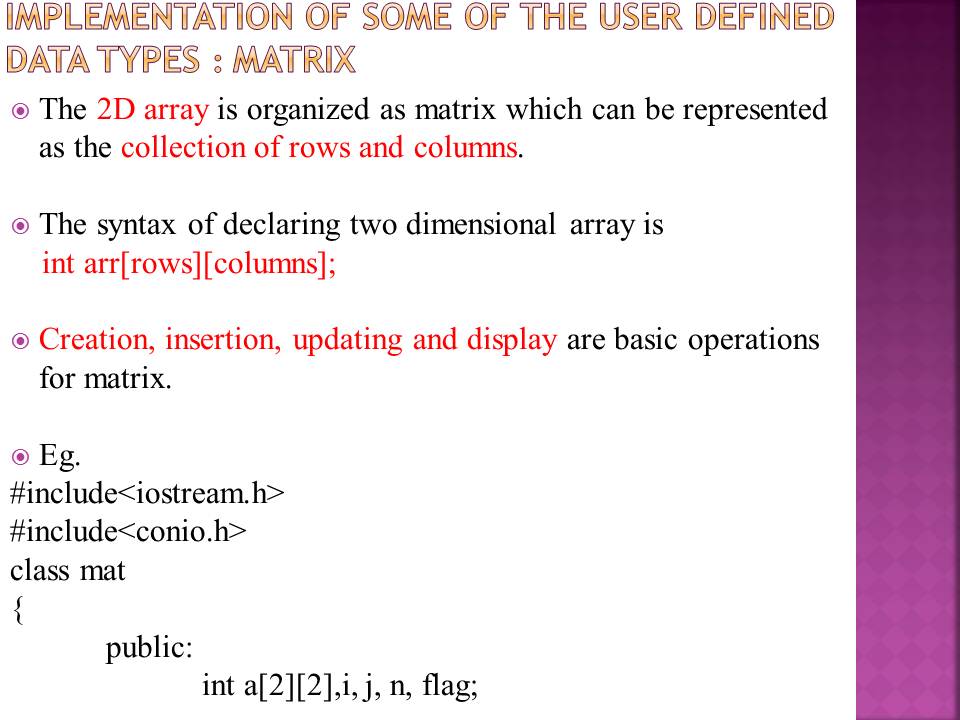 IMPLEMENTATION OF SOME OF THE USER DEFINED
DATA TYPES : MATRIX
The 2D array is organized as matrix which can be represented
as the collection of rows and columns.
The syntax of declaring two dimensional array is
int arr[rows][columns];
Creation, insertion, updating and display are basic operations
for matrix.
Eg.
#include<iostream.h>
#include<conio.h>
class mat
{
public:
int a[2][2],i, j, n, flag;